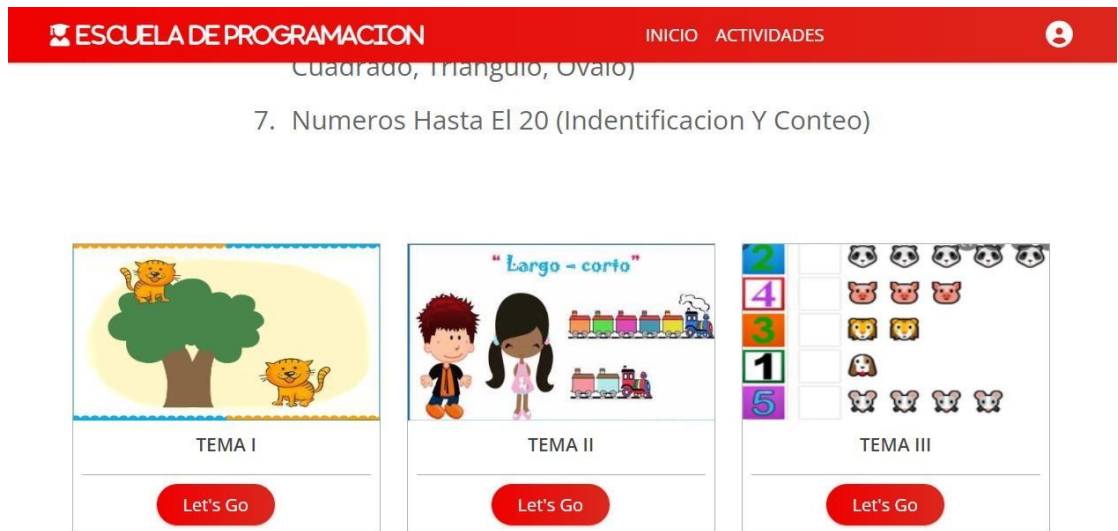 ESCUELA DE PROGRAMACION
INICIO ACTIVIDADES
Cuadrado, Triangulo, Ovalo)
7. Numeros Hasta El 20 (Indentificacion Y Conteo)
" Largo - corto"
2
4
3
1
5
TEMA I
TEMA II
TEMA III
Let's Go
Let's Go
Let's Go